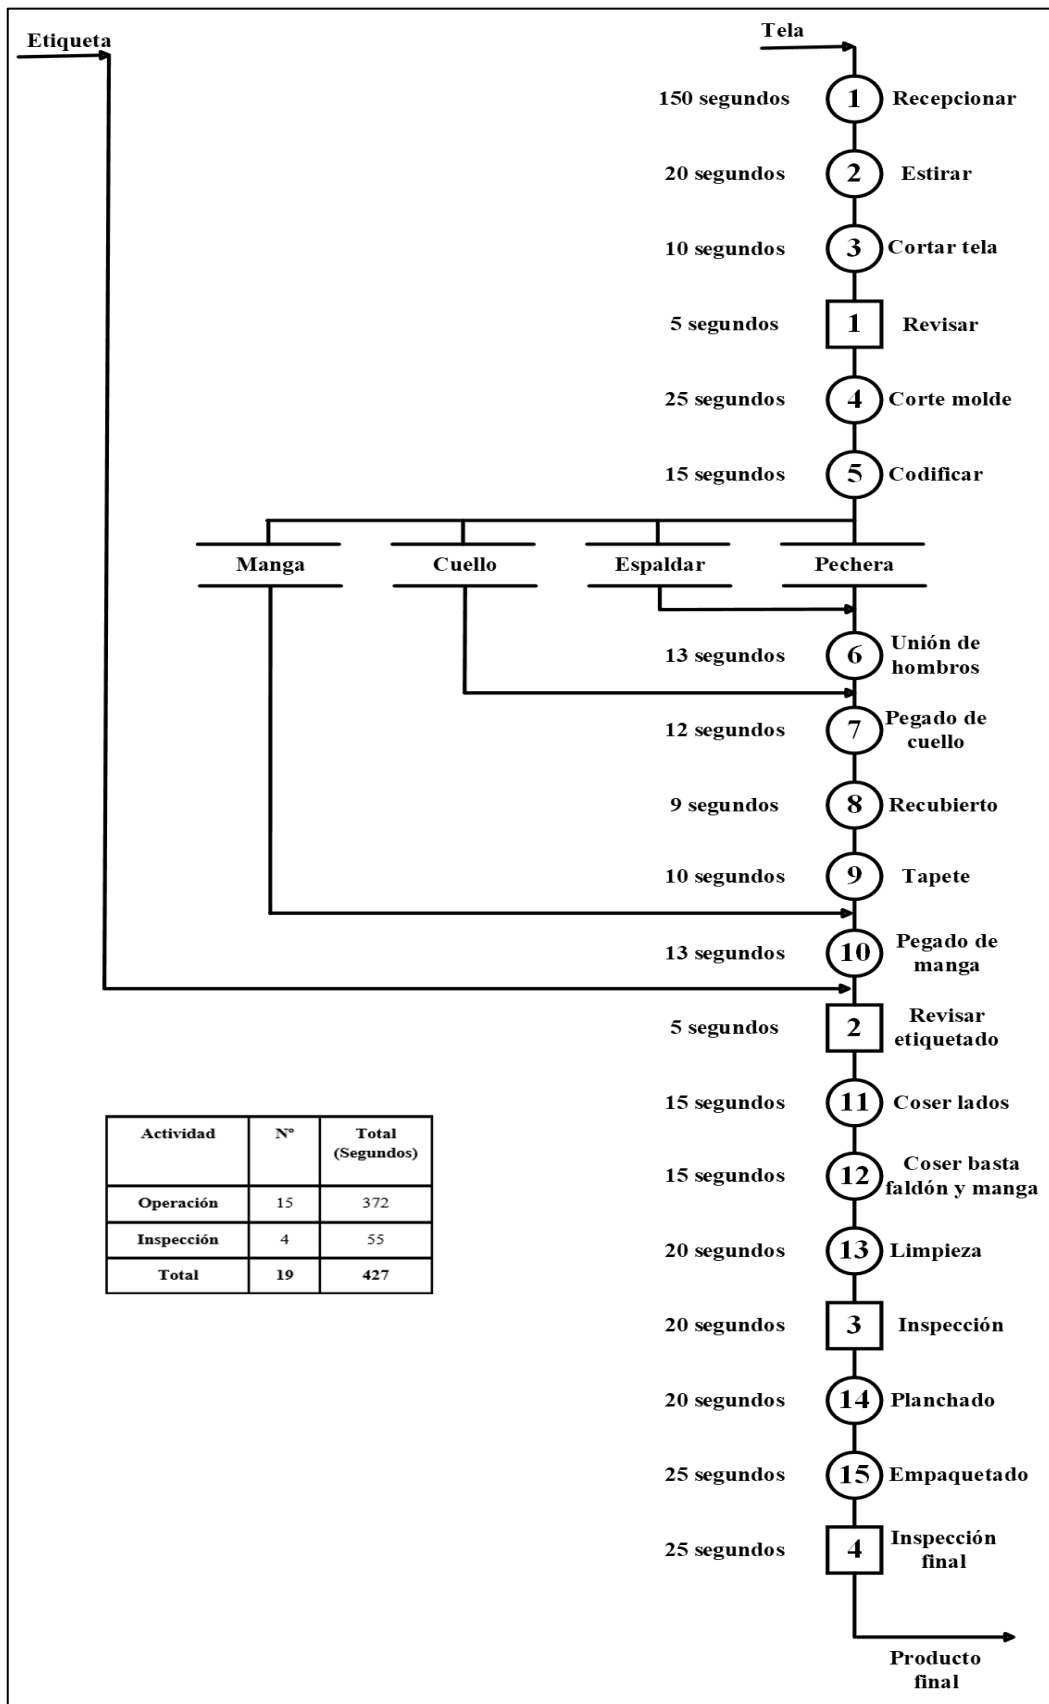 Etiqueta
Tela
150 segundos 1 Recepcionar
20 segundos 2 Estirar
10 segundos 3 Cortar tela
5 segundos 1 Revisar
25 segundos 4 Corte molde
15 segundos 5 Codificar
Manga Cuello Espaldar Pechera
13 segundos 6 Unión de
hombros
12 segundos 7 Pegado de
cuello
9 segundos 8 Recubierto
10 segundos 9 Tapete
13 segundos 10 Pegado de
manga
5 segundos 2 Revisar
etiquetado
15 segundos 11 Coser lados
15 segundos 12 Coser basta
faldón y manga
20 segundos 13 Limpieza
20 segundos 3 Inspección
20 segundos 14 Planchado
25 segundos 15 Empaquetado
25 segundos 4 Inspección
final
Producto
final
Actividad Nº Total
(Segundos)
Operación 15 372
Inspección 4 55
Total 19 427